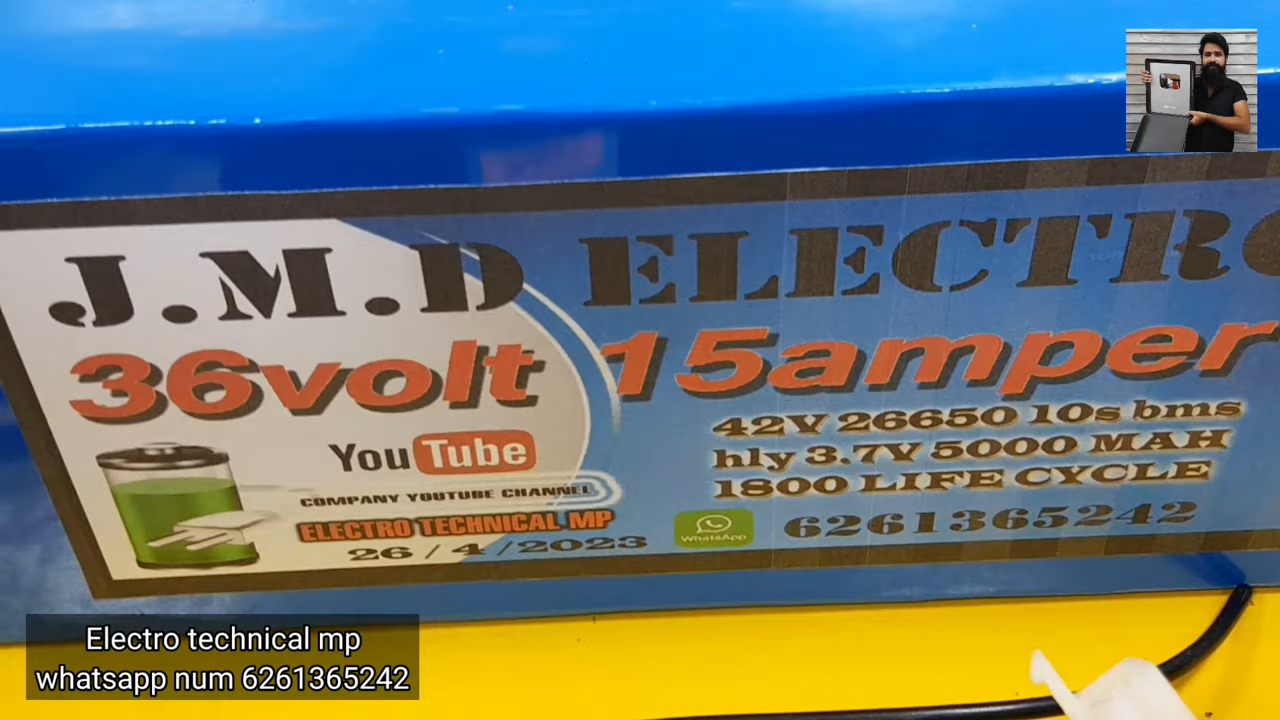 J.M.D ELECTRO
36volt 15amper
42V 26650 10s bms
hly 3.7V 5000 MAH
1800 LIFE CYCLE
YouTube
COMPANY YOUTUBE CHANNEL
ELECTRO TECHNICAL MP
26/4/2023
WhatsApp 6261365242
Electro technical mp
whatsapp num 6261365242